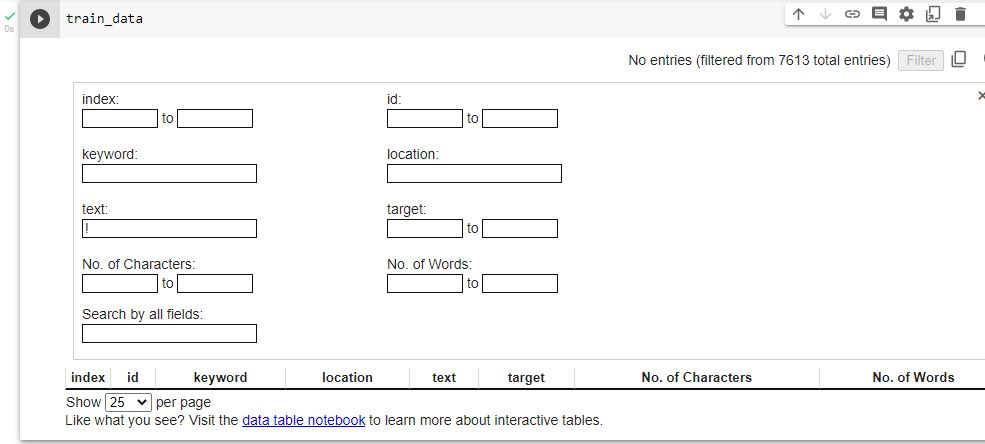 train_data
0s
No entries (filtered from 7613 total entries) Filter
index: id:
to to
keyword: location:
text: target:
! to
No. of Characters: No. of Words:
to to
Search by all fields:
index id keyword location text target No. of Characters No. of Words
Show 25 per page
Like what you see? Visit the data table notebook to learn more about interactive tables.